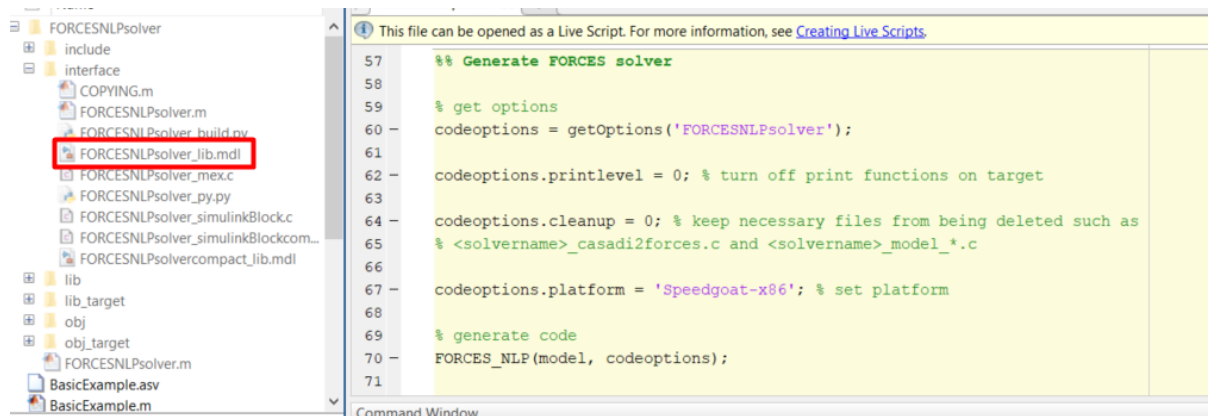 FORCESNLPsolver
include
interface
COPYING.m
FORCESNLPsolver.m
FORCESNLPsolver_build.py
FORCESNLPsolver_lib.mdl
FORCESNLPsolver_mex.c
FORCESNLPsolver_py.py
FORCESNLPsolver_simulinkBlock.c
FORCESNLPsolver_simulinkBlockcom...
FORCESNLPsolvercompact_lib.mdl
lib
lib_target
obj
obj_target
FORCESNLPsolver.m
BasicExample.asv
BasicExample.m
This file can be opened as a Live Script. For more information, see Creating Live Scripts.
57 %% Generate FORCES solver
58
59 % get options
60 – codeoptions = getOptions('FORCESNLPsolver');
61
62 – codeoptions.printlevel = 0; % turn off print functions on target
63
64 – codeoptions.cleanup = 0; % keep necessary files from being deleted such as
65 % <solvername>_casadi2forces.c and <solvername>_model_*.c
66
67 – codeoptions.platform = 'Speedgoat-x86'; % set platform
68
69 % generate code
70 – FORCES_NLP(model, codeoptions);
71
Command Window